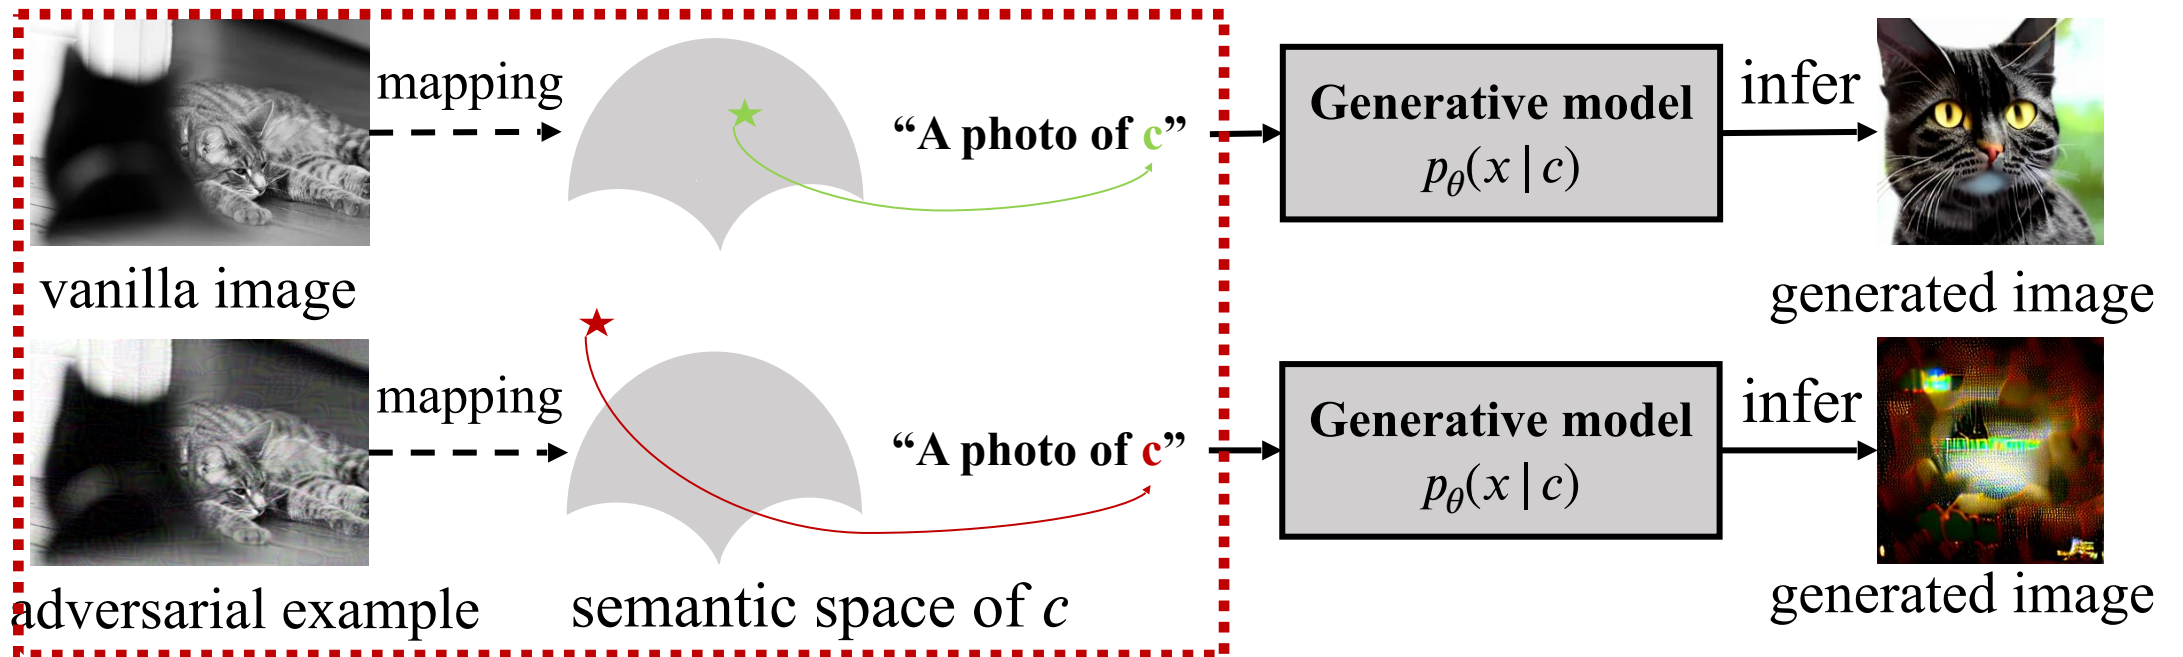 mapping
“A photo of c”
Generative model
pθ(x | c)
infer
vanilla image
generated image
mapping
“A photo of c”
Generative model
pθ(x | c)
infer
adversarial example
semantic space of c
generated image